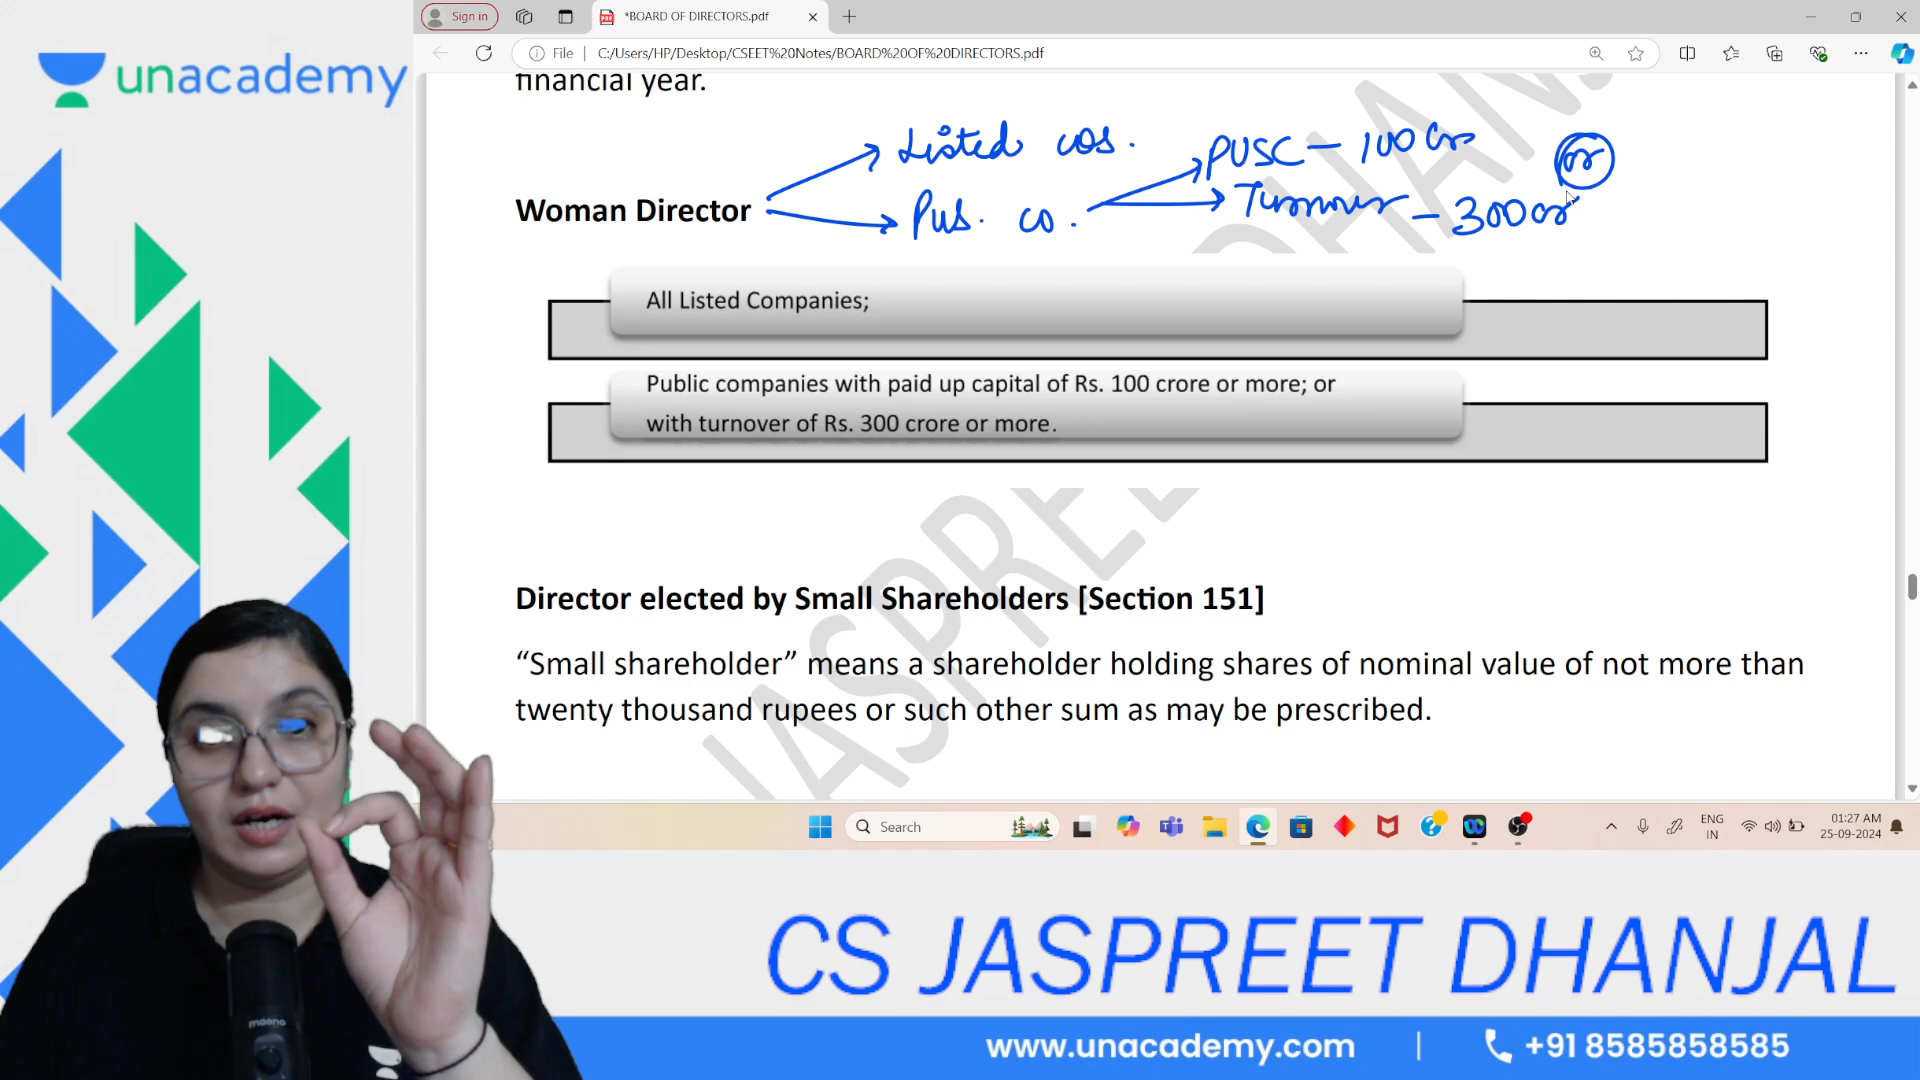 Sign in
*BOARD OF DIRECTORS.pdf
File
C:/Users/HP/Desktop/CSEET%20Notes/BOARD%20OF%20DIRECTORS.pdf
unacademy
financial year.
Listed cos.
PUSC – 100 Crs
or
Woman Director
Pub. co.
Turnover – 300 cr
All Listed Companies;
Public companies with paid up capital of Rs. 100 crore or more; or
with turnover of Rs. 300 crore or more.
Director elected by Small Shareholders [Section 151]
“Small shareholder” means a shareholder holding shares of nominal value of not more than
twenty thousand rupees or such other sum as may be prescribed.
JASPREET DHANJAL
Search
ENG
IN
01:27 AM
25-09-2024
maono
CS JASPREET DHANJAL
www.unacademy.com | +91 8585858585